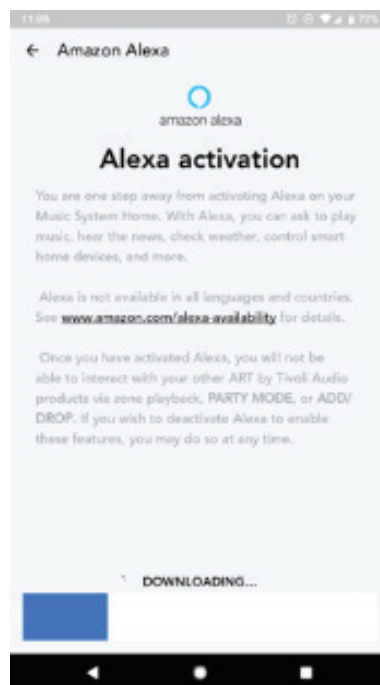 11:08
77%
← Amazon Alexa
amazon alexa
Alexa activation
You are one step away from activating Alexa on your
Music System Home. With Alexa, you can ask to play
music, hear the news, check weather, control smart
home devices, and more.
Alexa is not available in all languages and countries.
See www.amazon.com/alexa-availability for details.
Once you have activated Alexa, you will not be
able to interact with your other ART by Tivoli Audio
products via zone playback, PARTY MODE, or ADD/
DROP. If you wish to deactivate Alexa to enable
these features, you may do so at any time.
DOWNLOADING...